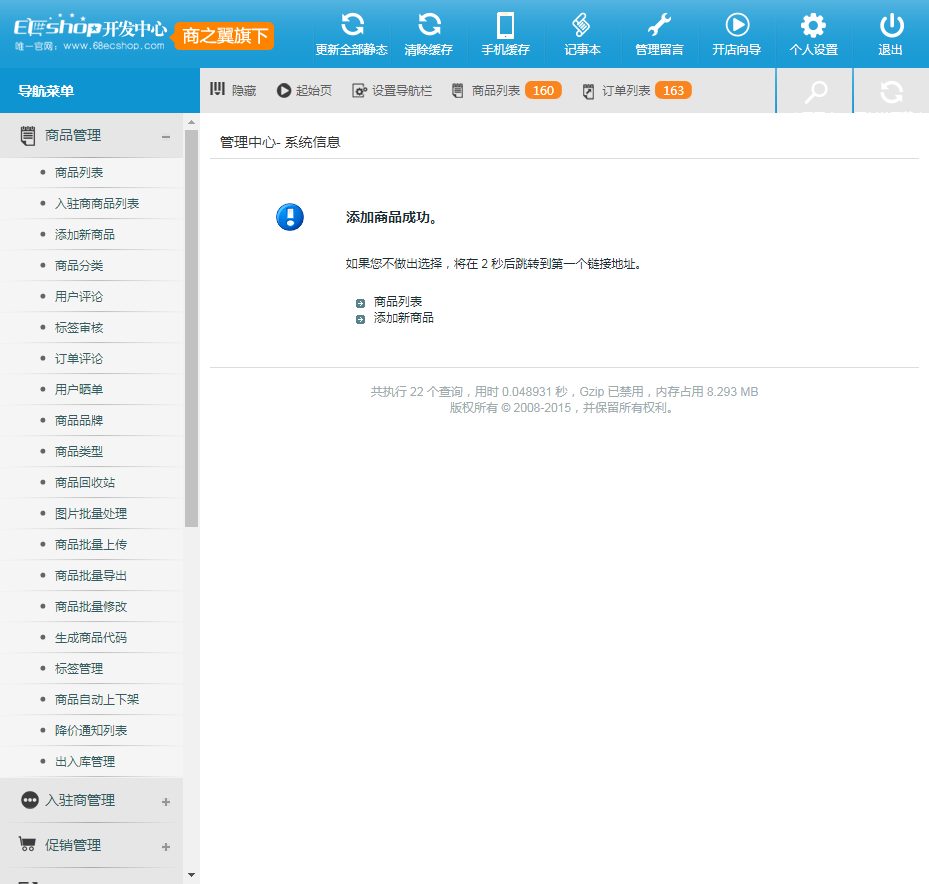 ECshop开发中心 商之翼旗下
唯一官网：www.68ecshop.com
更新全部静态 清除缓存 手机缓存 记事本 管理留言 开店向导 个人设置 退出
导航菜单
隐藏 起始页 设置导航栏 商品列表 160 订单列表 163
商品管理
商品列表
入驻商商品列表
添加新商品
商品分类
用户评论
标签审核
订单评论
用户晒单
商品品牌
商品类型
商品回收站
图片批量处理
商品批量上传
商品批量导出
商品批量修改
生成商品代码
标签管理
商品自动上下架
降价通知列表
出入库管理
入驻商管理
促销管理
管理中心- 系统信息
添加商品成功。
如果您不做出选择，将在 2 秒后跳转到第一个链接地址。
商品列表
添加新商品
共执行 22 个查询，用时 0.048931 秒，Gzip 已禁用，内存占用 8.293 MB
版权所有 © 2008-2015，并保留所有权利。